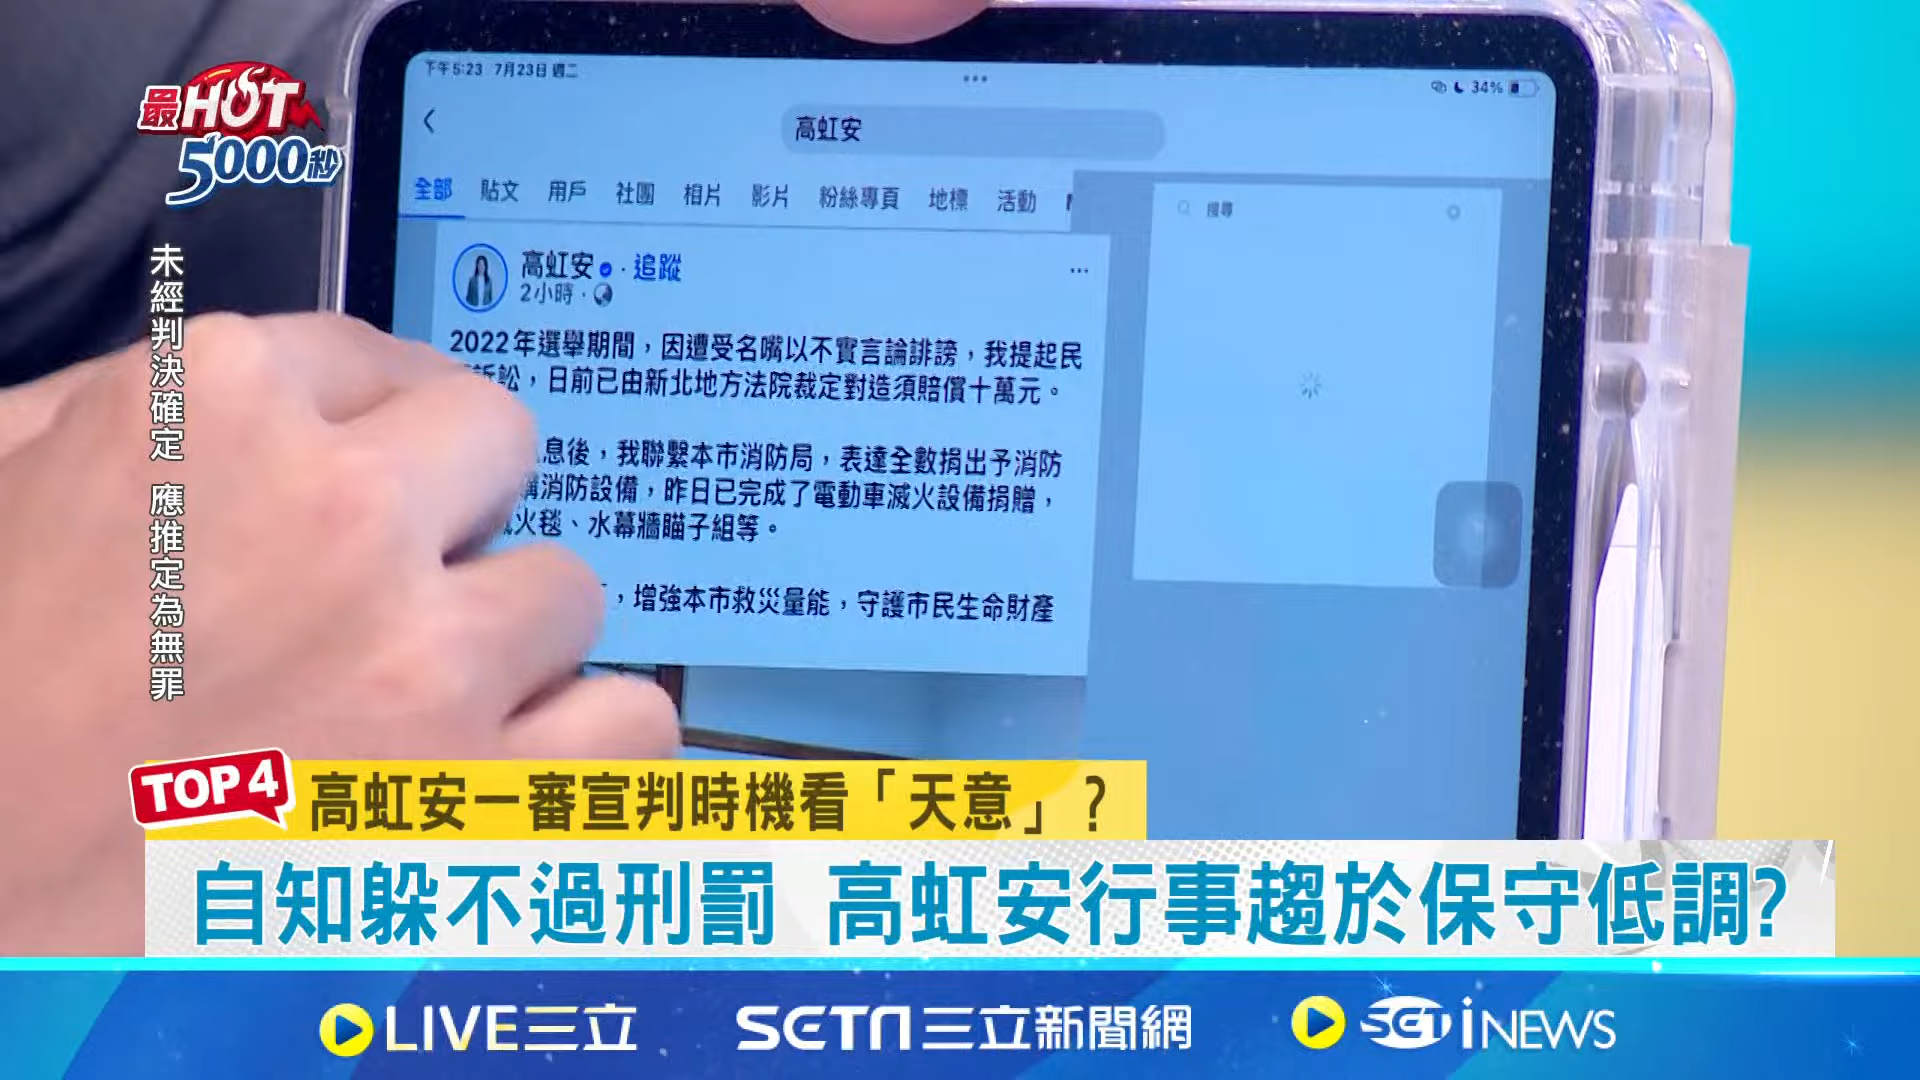 下午5:23 7月23日 週二
34%
高虹安
全部 貼文 用戶 社團 相片 影片 粉絲專頁 地標 活動
搜尋
高虹安 · 追蹤
2小時 ·
2022年選舉期間，因遭受名嘴以不實言論誹謗，我提起民
訴訟，日前已由新北地方法院裁定對造須賠償十萬元。
息後，我聯繫本市消防局，表達全數捐出予消防
消防設備，昨日已完成了電動車滅火設備捐贈，
火毯、水幕牆瞄子組等。
，增強本市救災量能，守護市民生命財產
最HOT
5000秒
未經判決確定 應推定為無罪
TOP 4 高虹安一審宣判時機看「天意」？
自知躲不過刑罰 高虹安行事趨於保守低調?
LIVE三立 SETN三立新聞網 SET iNEWS